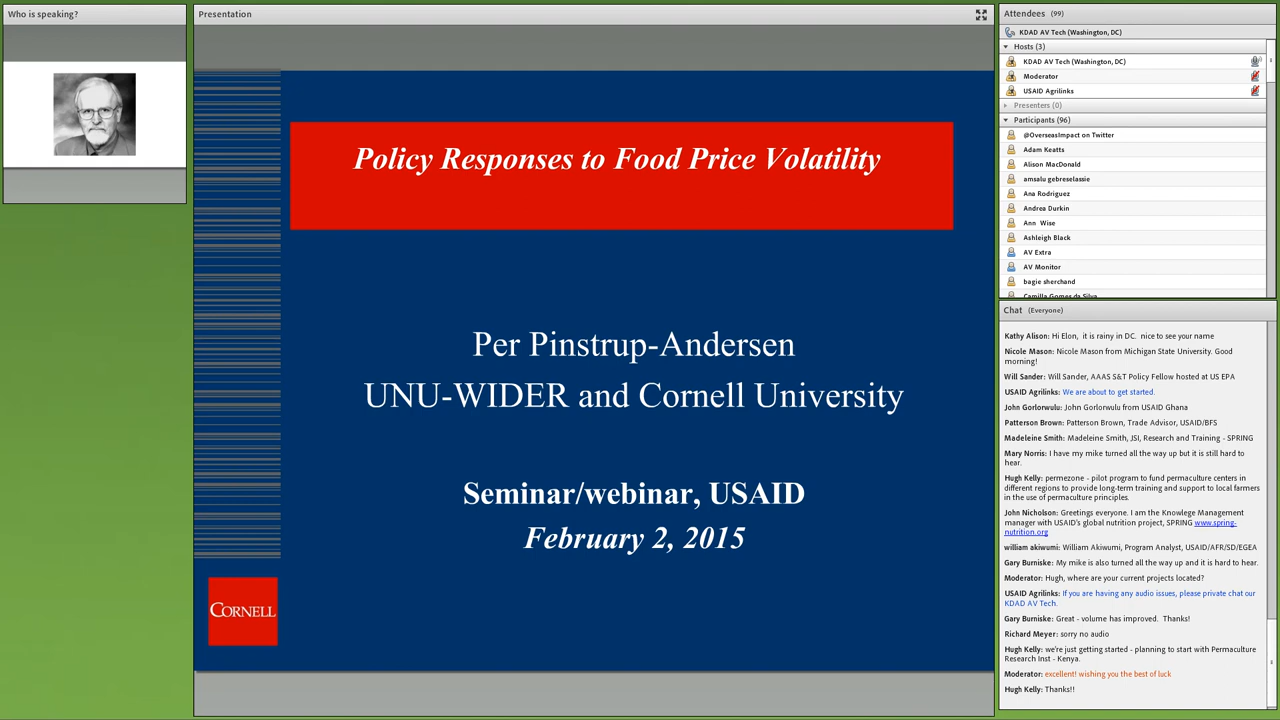 Who is speaking?
Presentation
Policy Responses to Food Price Volatility
Per Pinstrup-Andersen
UNU-WIDER and Cornell University
Seminar/webinar, USAID
February 2, 2015
CORNELL
Attendees (99)
KDAD AV Tech (Washington, DC)
Hosts (3)
KDAD AV Tech (Washington, DC)
Moderator
USAID Agrilinks
Presenters (0)
Participants (96)
@OverseasImpact on Twitter
Adam Keatts
Alison MacDonald
amsalu gebreselassie
Ana Rodriguez
Andrea Durkin
Ann Wise
Ashleigh Black
AV Extra
AV Monitor
bagie sherchand
Camilla Gomes da Silva
Chat (Everyone)
Kathy Alison: Hi Elon, it is rainy in DC. nice to see your name
Nicole Mason: Nicole Mason from Michigan State University. Good
morning!
Will Sander: Will Sander, AAAS S&T Policy Fellow hosted at US EPA
USAID Agrilinks: We are about to get started.
John Gorlorwulu: John Gorlorwulu from USAID Ghana
Patterson Brown: Patterson Brown, Trade Advisor, USAID/BFS
Madeleine Smith: Madeleine Smith, JSI, Research and Training - SPRING
Mary Norris: I have my mike turned all the way up but it is still hard to
hear.
Hugh Kelly: permezone - pilot program to fund permaculture centers in
different regions to provide long-term training and support to local farmers
in the use of permaculture principles.
John Nicholson: Greetings everyone. I am the Knowlege Management
manager with USAID's global nutrition project, SPRING www.spring-
nutrition.org
william akiwumi: William Akiwumi, Program Analyst, USAID/AFR/SD/EGEA
Gary Burniske: My mike is also turned all the way up and it is hard to hear.
Moderator: Hugh, where are your current projects located?
USAID Agrilinks: If you are having any audio issues, please private chat our
KDAD AV Tech.
Gary Burniske: Great - volume has improved. Thanks!
Richard Meyer: sorry no audio
Hugh Kelly: we're just getting started - planning to start with Permaculture
Research Inst - Kenya.
Moderator: excellent! wishing you the best of luck
Hugh Kelly: Thanks!!